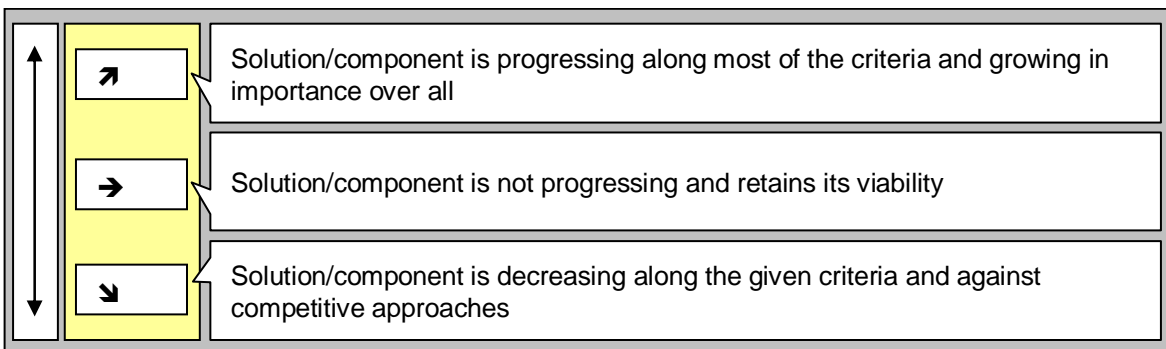 Solution/component is progressing along most of the criteria and growing in
importance over all
Solution/component is not progressing and retains its viability
Solution/component is decreasing along the given criteria and against
competitive approaches